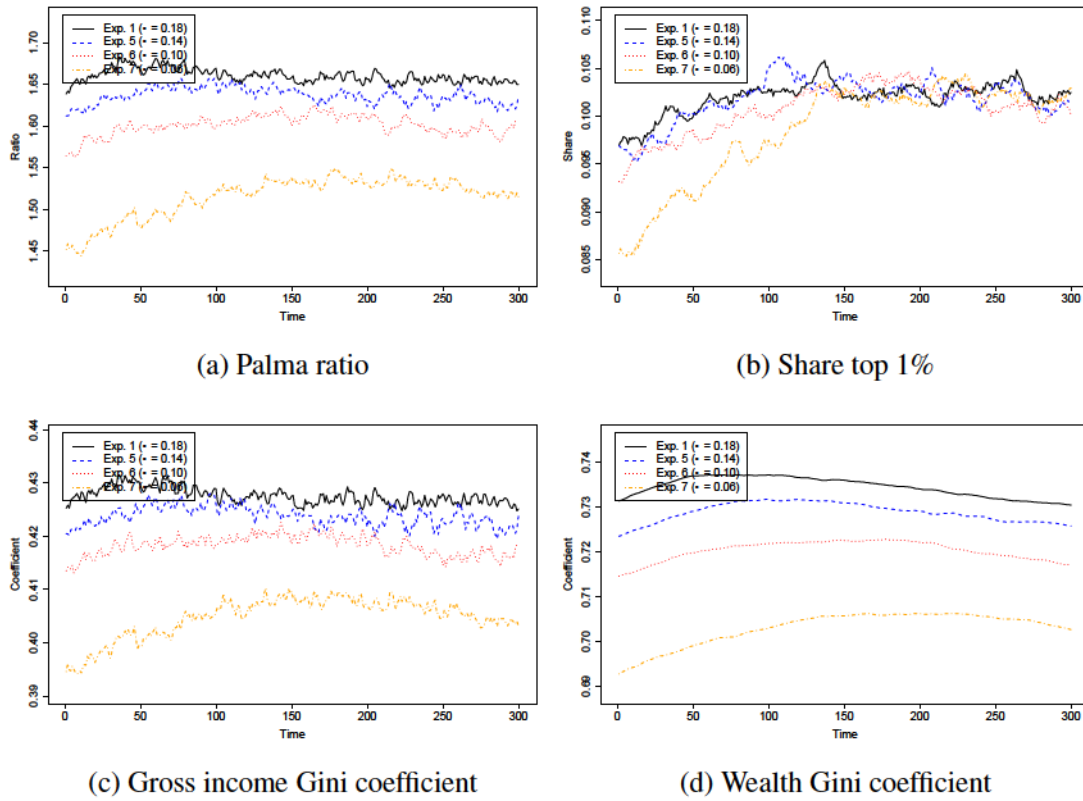 1.70
1.65
1.60
1.55
1.50
1.45
Ratio
Exp. 1 (- = 0.18)
Exp. 5 (- = 0.14)
Exp. 6 (- = 0.10)
Exp. 7 (- = 0.06)
0 50 100 150 200 250 300
Time
(a) Palma ratio
0.110
0.105
0.100
0.095
0.090
0.085
Share
Exp. 1 (- = 0.18)
Exp. 5 (- = 0.14)
Exp. 6 (- = 0.10)
Exp. 7 (- = 0.06)
0 50 100 150 200 250 300
Time
(b) Share top 1%
0.44
0.43
0.42
0.41
0.40
0.39
Coefficient
Exp. 1 (- = 0.18)
Exp. 5 (- = 0.14)
Exp. 6 (- = 0.10)
Exp. 7 (- = 0.06)
0 50 100 150 200 250 300
Time
(c) Gross income Gini coefficient
0.74
0.73
0.72
0.71
0.70
0.69
Coefficient
Exp. 1 (- = 0.18)
Exp. 5 (- = 0.14)
Exp. 6 (- = 0.10)
Exp. 7 (- = 0.06)
0 50 100 150 200 250 300
Time
(d) Wealth Gini coefficient